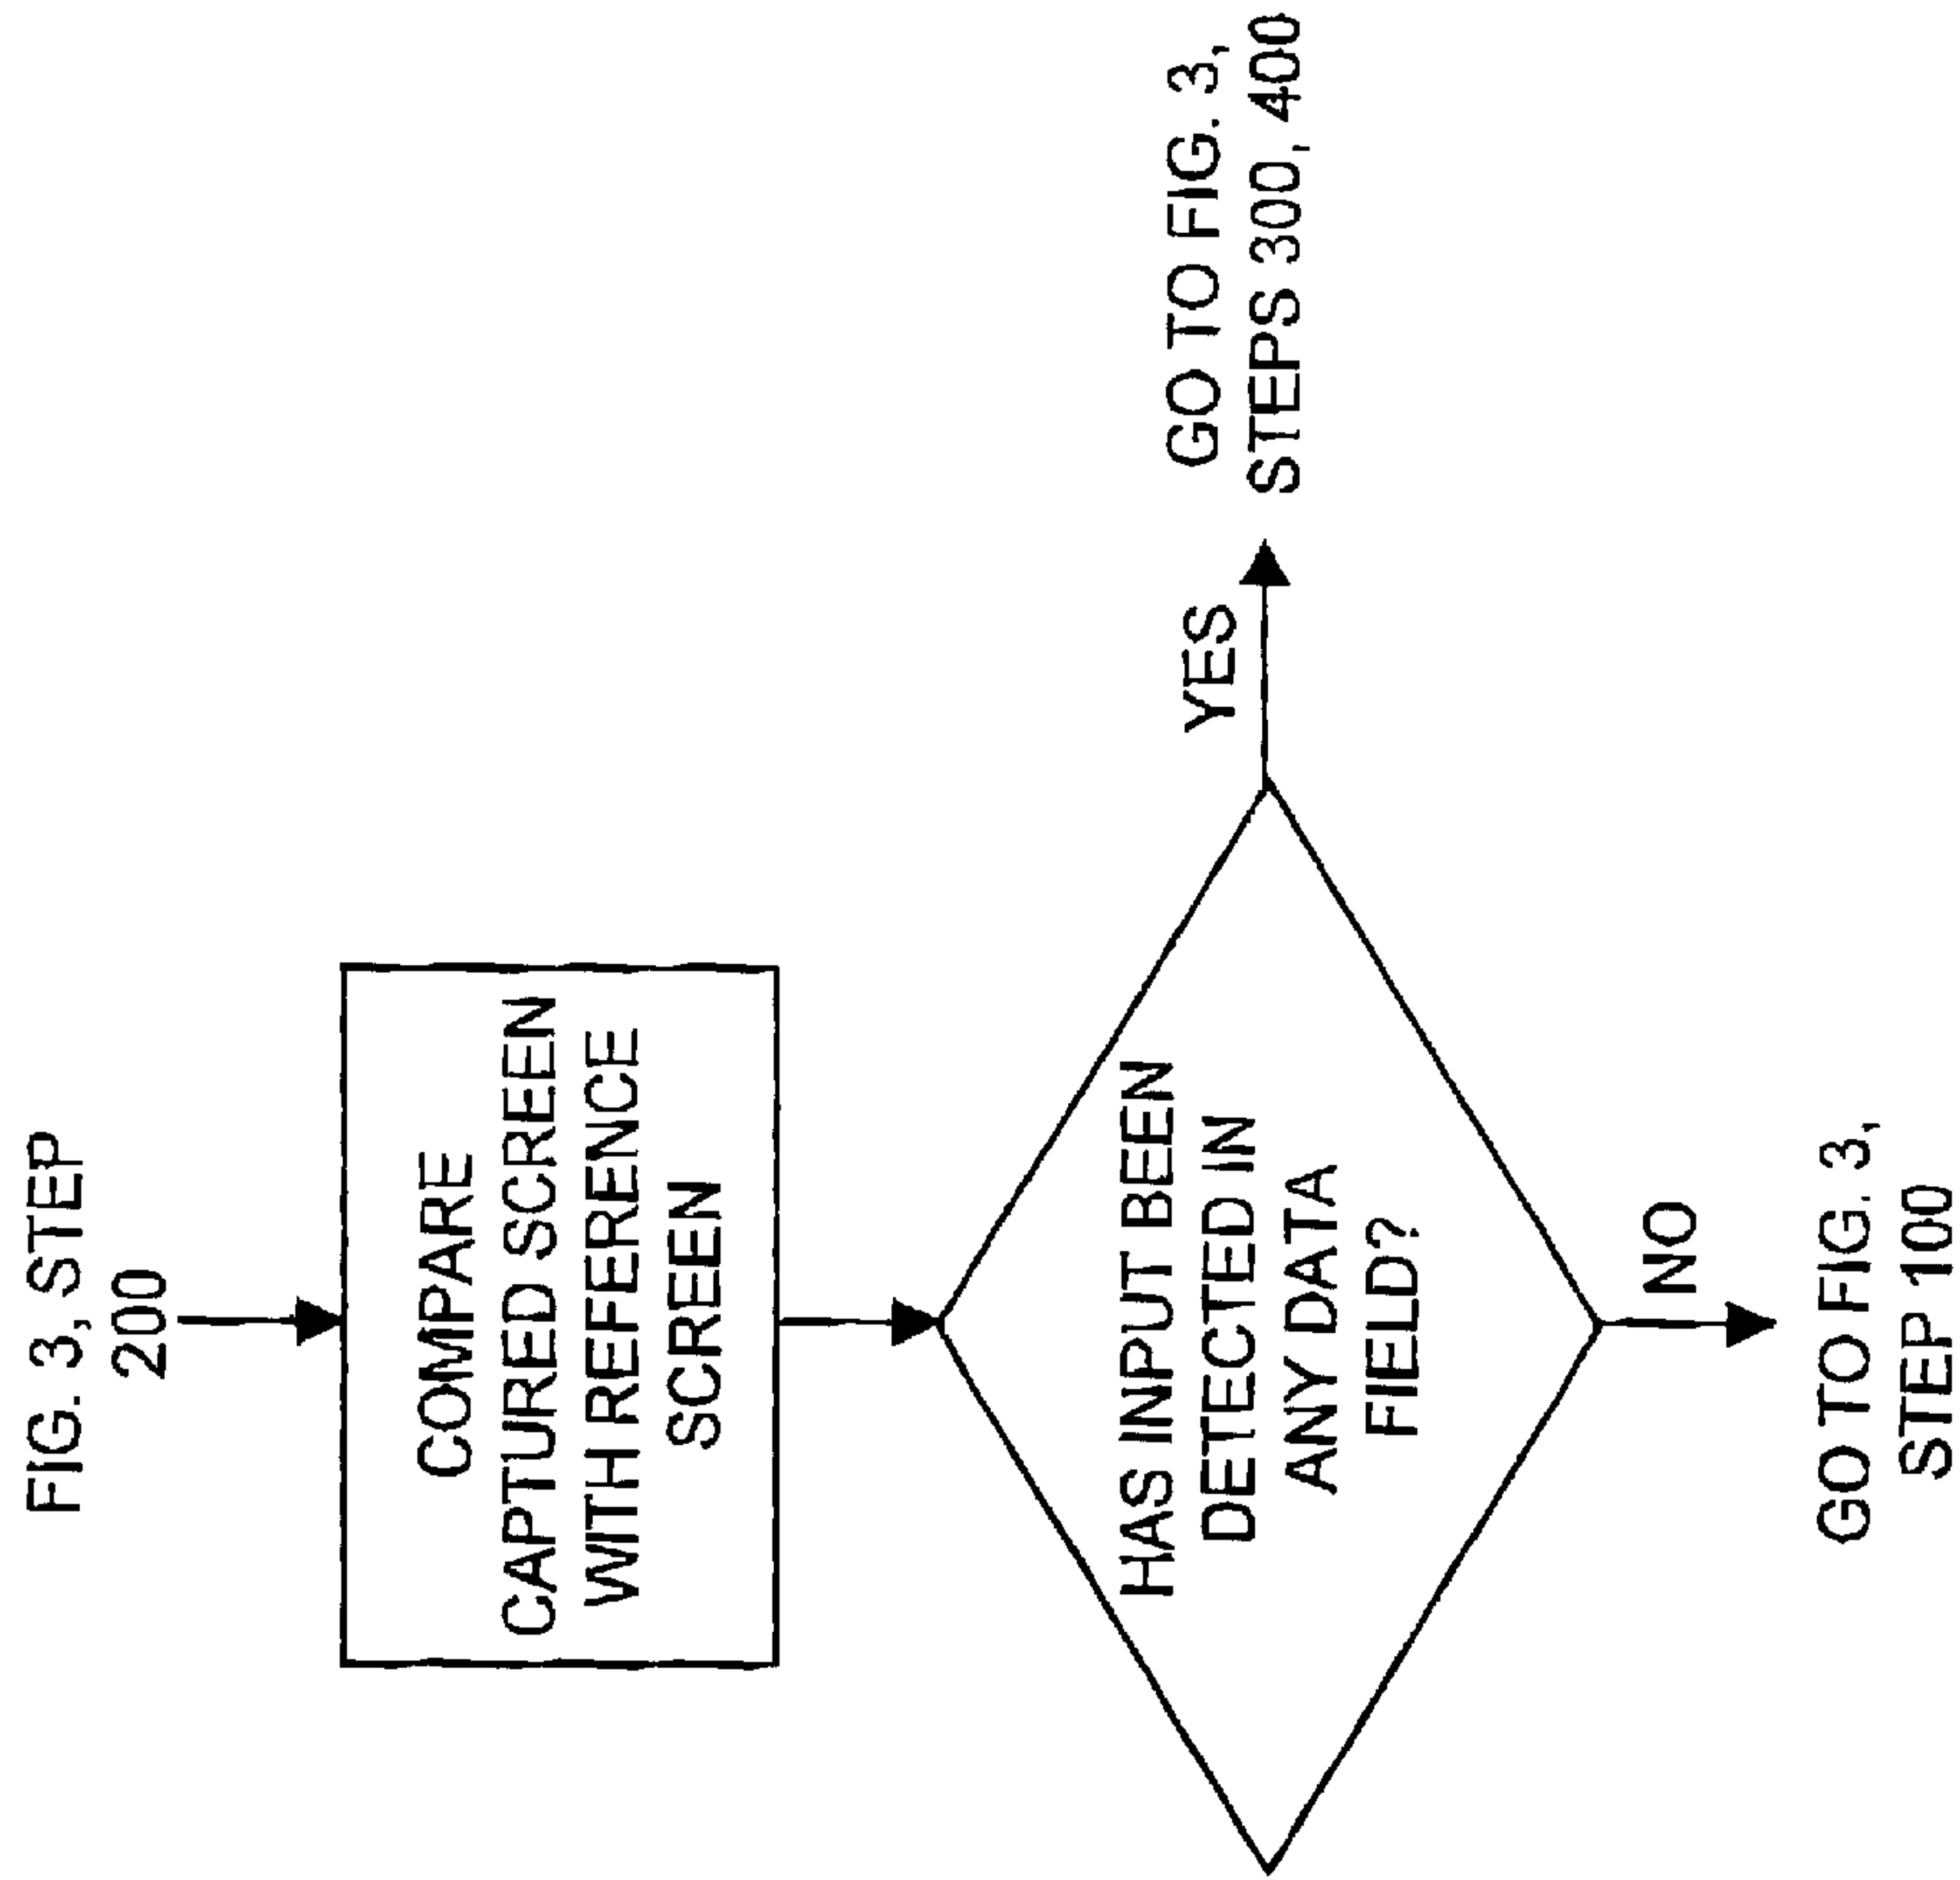 FIG. 3, STEP
200
COMPARE
CAPTURED SCREEN
WITH REFERENCE
SCREEN
HAS INPUT BEEN
DETECTED IN
ANY DATA
FIELD?
YES
GO TO FIG. 3,
STEPS 300, 400
NO
GO TO FIG. 3,
STEP 100